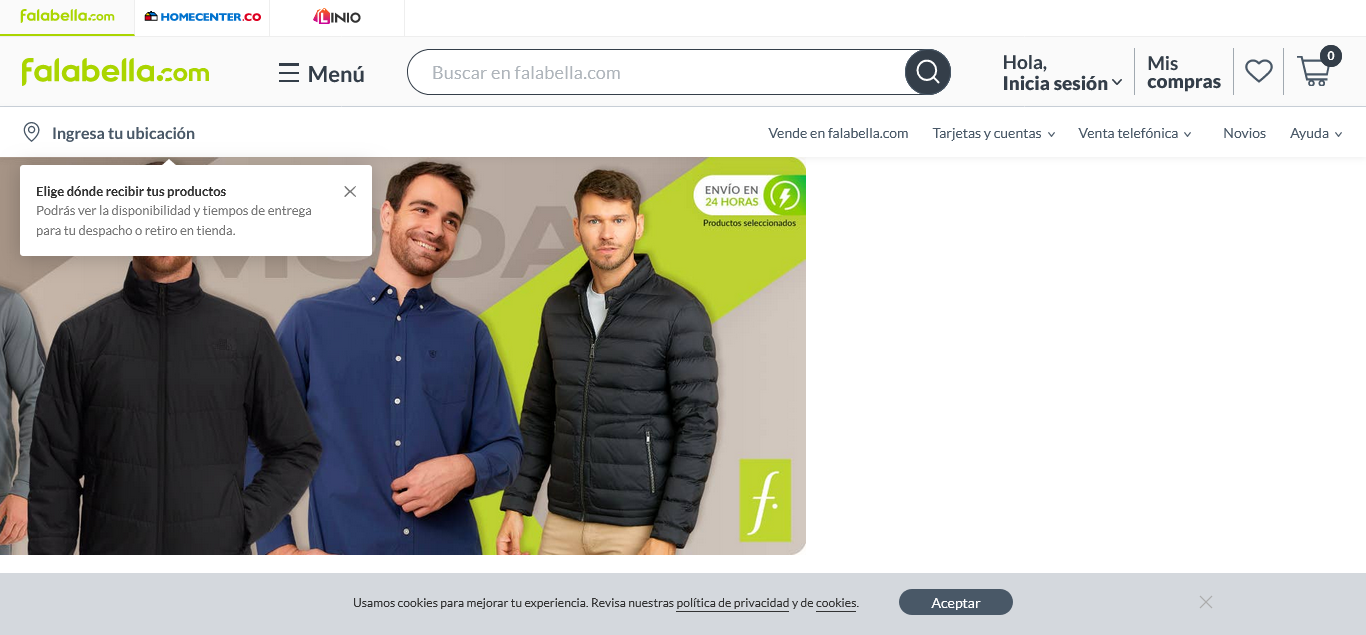 falabella.com
HOMECENTER.CO
LINIO
falabella.com
Menú
Buscar en falabella.com
Hola,
Inicia sesión
Mis
compras
0
Ingresa tu ubicación
Vende en falabella.com
Tarjetas y cuentas
Venta telefónica
Novios
Ayuda
Elige dónde recibir tus productos
Podrás ver la disponibilidad y tiempos de entrega
para tu despacho o retiro en tienda.
MODA
ENVÍO EN
24 HORAS
Productos seleccionados
f.
Usamos cookies para mejorar tu experiencia. Revisa nuestras política de privacidad y de cookies.
Aceptar